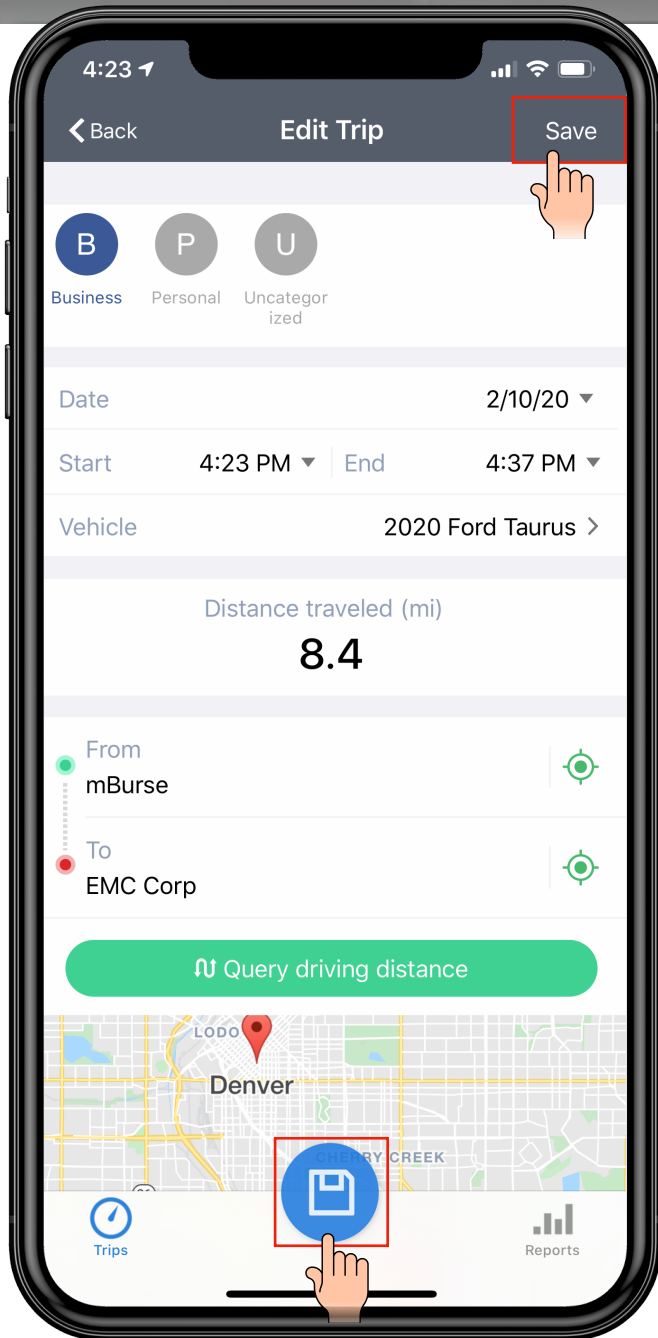 4:23
Back Edit Trip Save
B P U
Business Personal Uncategor
ized
Date 2/10/20
Start 4:23 PM End 4:37 PM
Vehicle 2020 Ford Taurus
Distance traveled (mi)
8.4
From
mBurse
To
EMC Corp
Query driving distance
LODO
Denver
CHERRY CREEK
Trips Reports